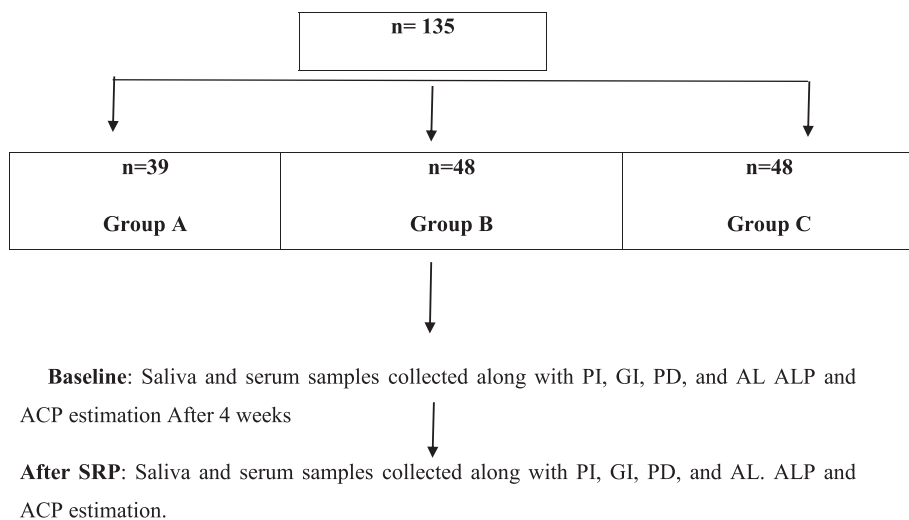 n= 135
n=39
n=48
n=48
Group A
Group B
Group C
Baseline: Saliva and serum samples collected along with PI, GI, PD, and AL ALP and
ACP estimation After 4 weeks
After SRP: Saliva and serum samples collected along with PI, GI, PD, and AL. ALP and
ACP estimation.